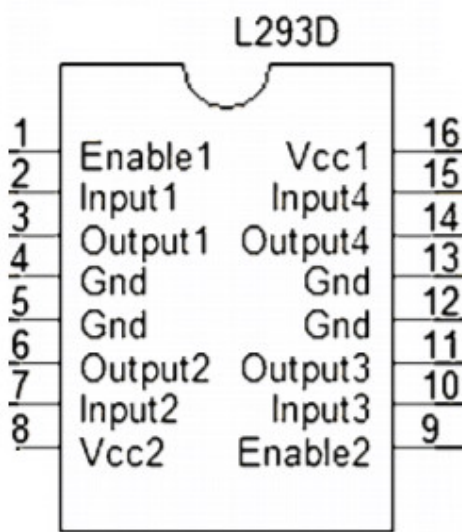 L293D
1 Enable1 Vcc1 16
2 Input1 Input4 15
3 Output1 Output4 14
4 Gnd Gnd 13
5 Gnd Gnd 12
6 Output2 Output3 11
7 Input2 Input3 10
8 Vcc2 Enable2 9